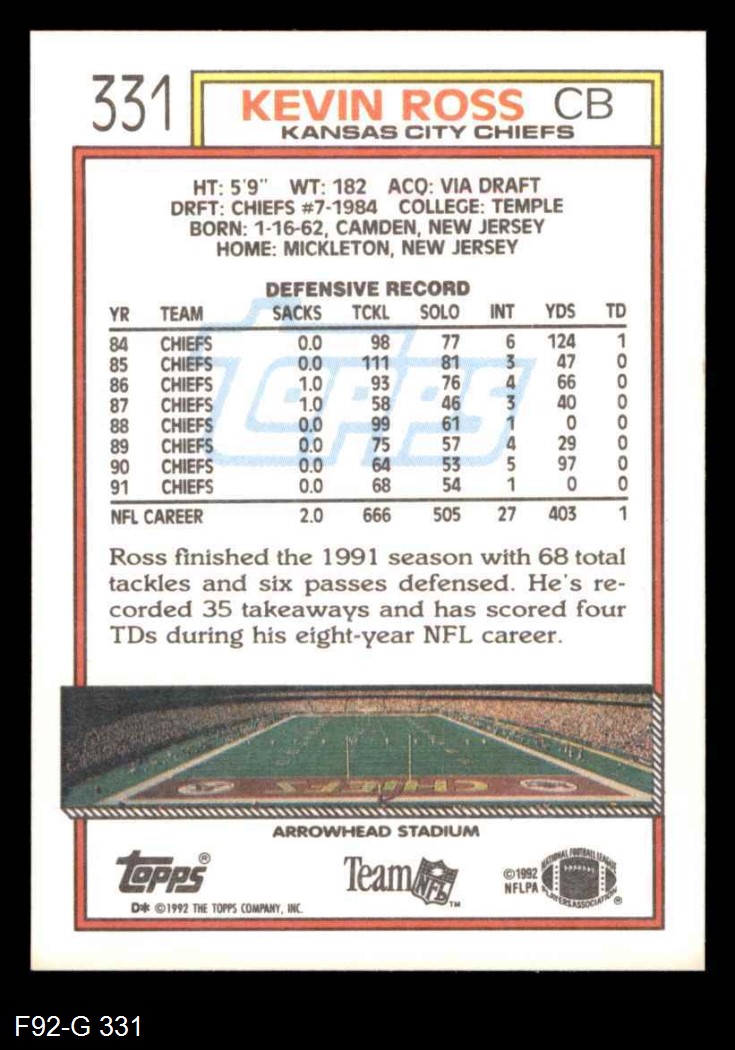 331
KEVIN ROSS CB
KANSAS CITY CHIEFS
HT: 5'9" WT: 182 ACQ: VIA DRAFT
DRFT: CHIEFS #7-1984 COLLEGE: TEMPLE
BORN: 1-16-62, CAMDEN, NEW JERSEY
HOME: MICKLETON, NEW JERSEY
DEFENSIVE RECORD
YR TEAM SACKS TCKL SOLO INT YDS TD
84 CHIEFS 0.0 98 77 6 124 1
85 CHIEFS 0.0 111 81 3 47 0
86 CHIEFS 1.0 93 76 4 66 0
87 CHIEFS 1.0 58 46 3 40 0
88 CHIEFS 0.0 99 61 1 0 0
89 CHIEFS 0.0 75 57 4 29 0
90 CHIEFS 0.0 64 53 5 97 0
91 CHIEFS 0.0 68 54 1 0 0
NFL CAREER 2.0 666 505 27 403 1
Topps
Ross finished the 1991 season with 68 total
tackles and six passes defensed. He's re-
corded 35 takeaways and has scored four
TDs during his eight-year NFL career.
CHIEFS
ARROWHEAD STADIUM
Topps®
Team NFL™
©1992
NFLPA
NATIONAL FOOTBALL LEAGUE
PLAYERS ASSOCIATION®
D* ©1992 THE TOPPS COMPANY, INC.
F92-G 331